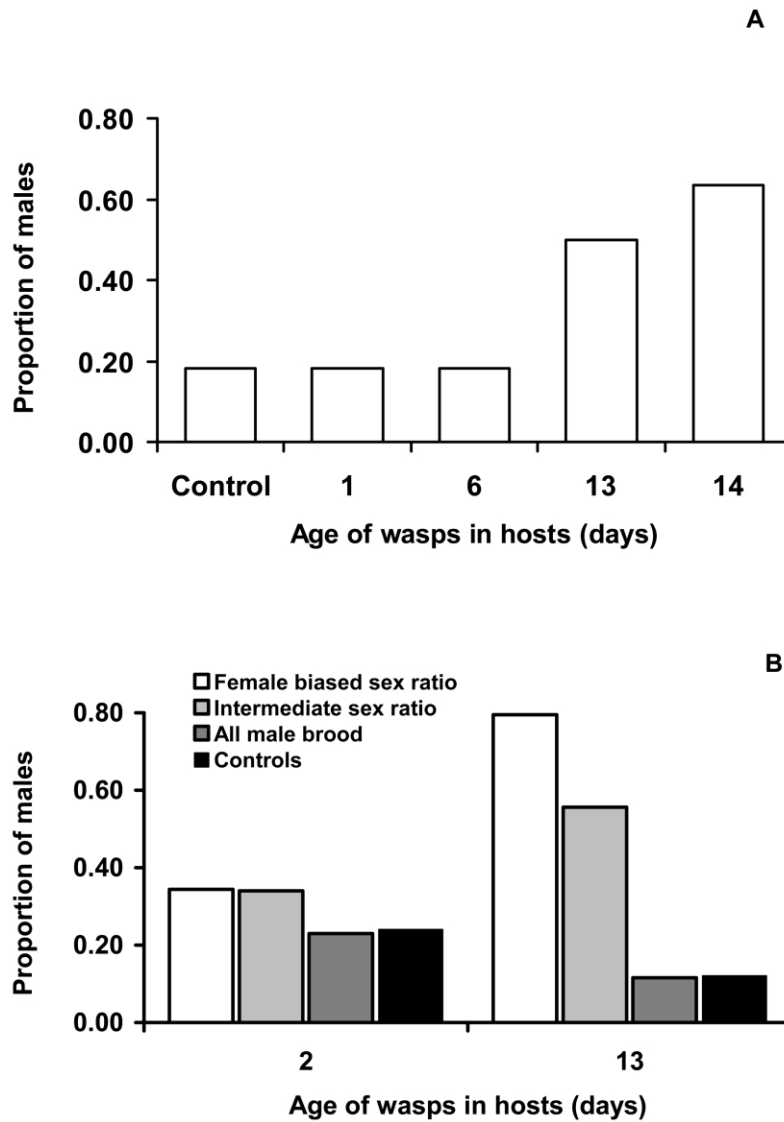 A
Proportion of males
0.80
0.60
0.40
0.20
0.00
Control 1 6 13 14
Age of wasps in hosts (days)
B
Female biased sex ratio
Intermediate sex ratio
All male brood
Controls
Proportion of males
0.80
0.60
0.40
0.20
0.00
2 13
Age of wasps in hosts (days)